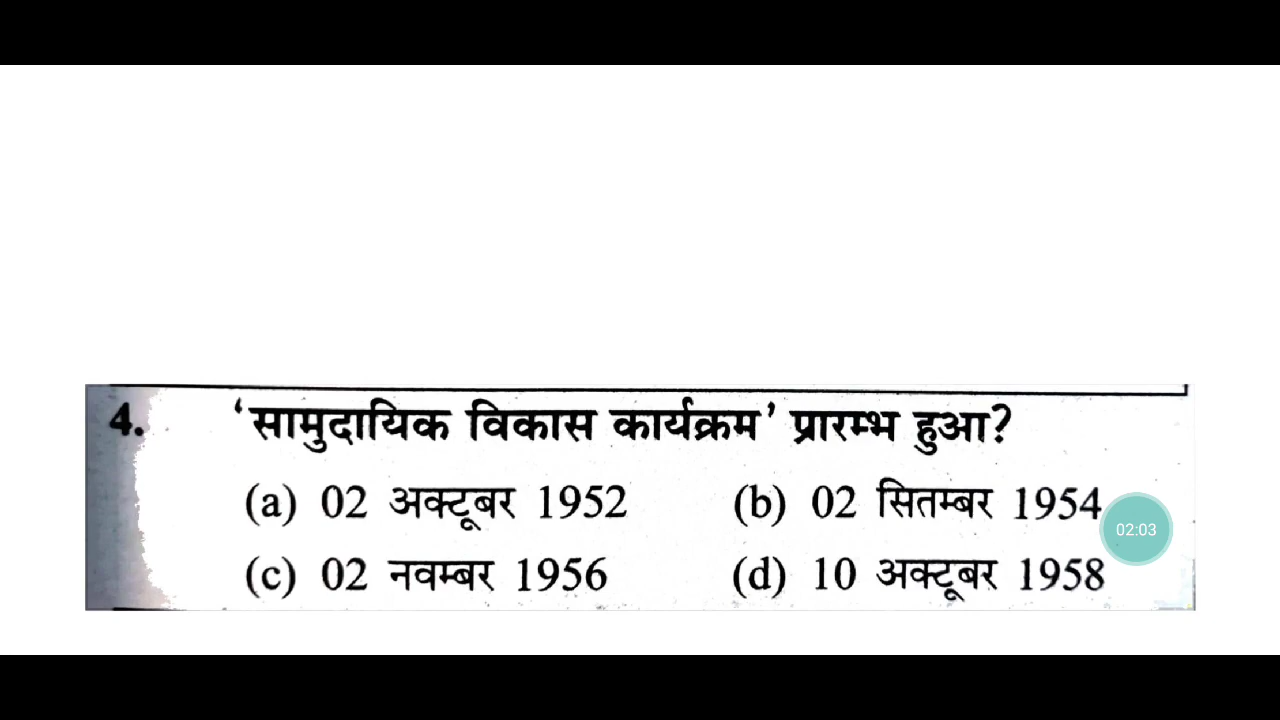 4. ‘सामुदायिक विकास कार्यक्रम’ प्रारम्भ हुआ?
(a) 02 अक्टूबर 1952 (b) 02 सितम्बर 1954
02:03
(c) 02 नवम्बर 1956 (d) 10 अक्टूबर 1958